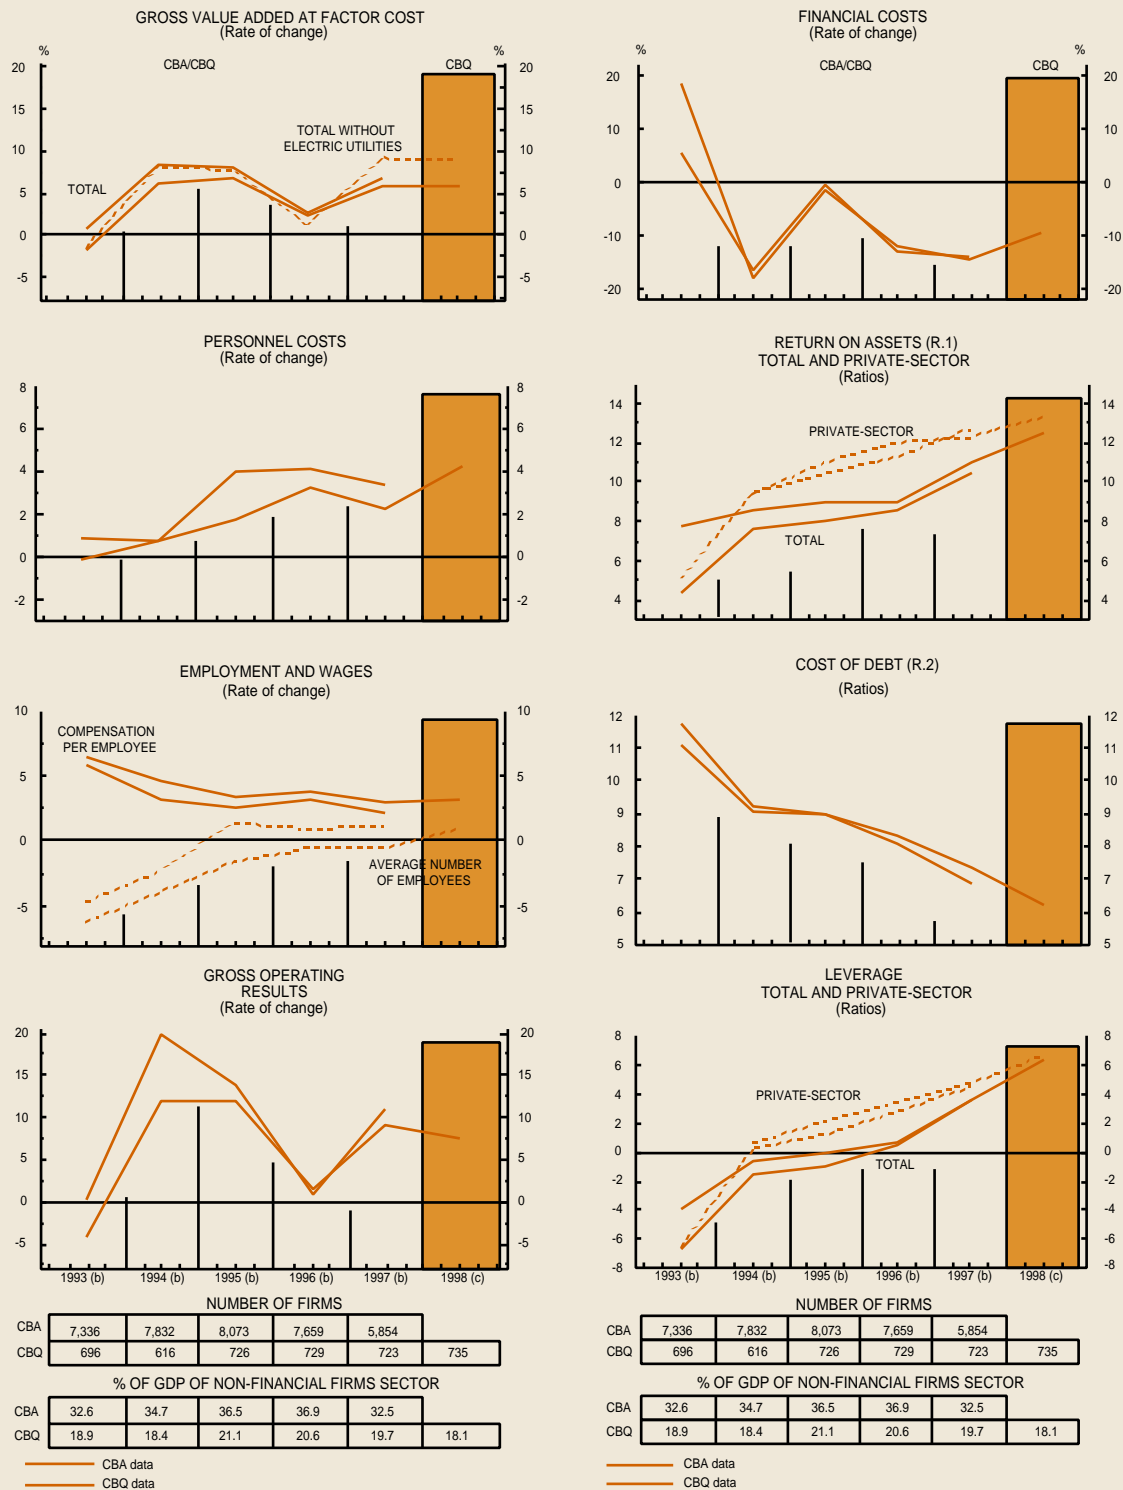 GROSS VALUE ADDED AT FACTOR COST
(Rate of change)
% %
CBA/CBQ CBQ
20 20
15 15
10 10
5 5
0 0
-5 -5
TOTAL WITHOUT
ELECTRIC UTILITIES
TOTAL
PERSONNEL COSTS
(Rate of change)
8 8
6 6
4 4
2 2
0 0
-2 -2
EMPLOYMENT AND WAGES
(Rate of change)
10 10
5 5
0 0
-5 -5
COMPENSATION
PER EMPLOYEE
AVERAGE NUMBER
OF EMPLOYEES
GROSS OPERATING
RESULTS
(Rate of change)
20 20
15 15
10 10
5 5
0 0
-5 -5
1993 (b) 1994 (b) 1995 (b) 1996 (b) 1997 (b) 1998 (c)
NUMBER OF FIRMS
CBA 7,336 7,832 8,073 7,659 5,854
CBQ 696 616 726 729 723 735
% OF GDP OF NON-FINANCIAL FIRMS SECTOR
CBA 32.6 34.7 36.5 36.9 32.5
CBQ 18.9 18.4 21.1 20.6 19.7 18.1
CBA data
CBQ data
FINANCIAL COSTS
(Rate of change)
% %
CBA/CBQ CBQ
20 20
10 10
0 0
-10 -10
-20 -20
RETURN ON ASSETS (R.1)
TOTAL AND PRIVATE-SECTOR
(Ratios)
14 14
12 12
10 10
8 8
6 6
4 4
PRIVATE-SECTOR
TOTAL
COST OF DEBT (R.2)
(Ratios)
12 12
11 11
10 10
9 9
8 8
7 7
6 6
5 5
LEVERAGE
TOTAL AND PRIVATE-SECTOR
(Ratios)
8 8
6 6
4 4
2 2
0 0
-2 -2
-4 -4
-6 -6
-8 -8
PRIVATE-SECTOR
TOTAL
1993 (b) 1994 (b) 1995 (b) 1996 (b) 1997 (b) 1998 (c)
NUMBER OF FIRMS
CBA 7,336 7,832 8,073 7,659 5,854
CBQ 696 616 726 729 723 735
% OF GDP OF NON-FINANCIAL FIRMS SECTOR
CBA 32.6 34.7 36.5 36.9 32.5
CBQ 18.9 18.4 21.1 20.6 19.7 18.1
CBA data
CBQ data